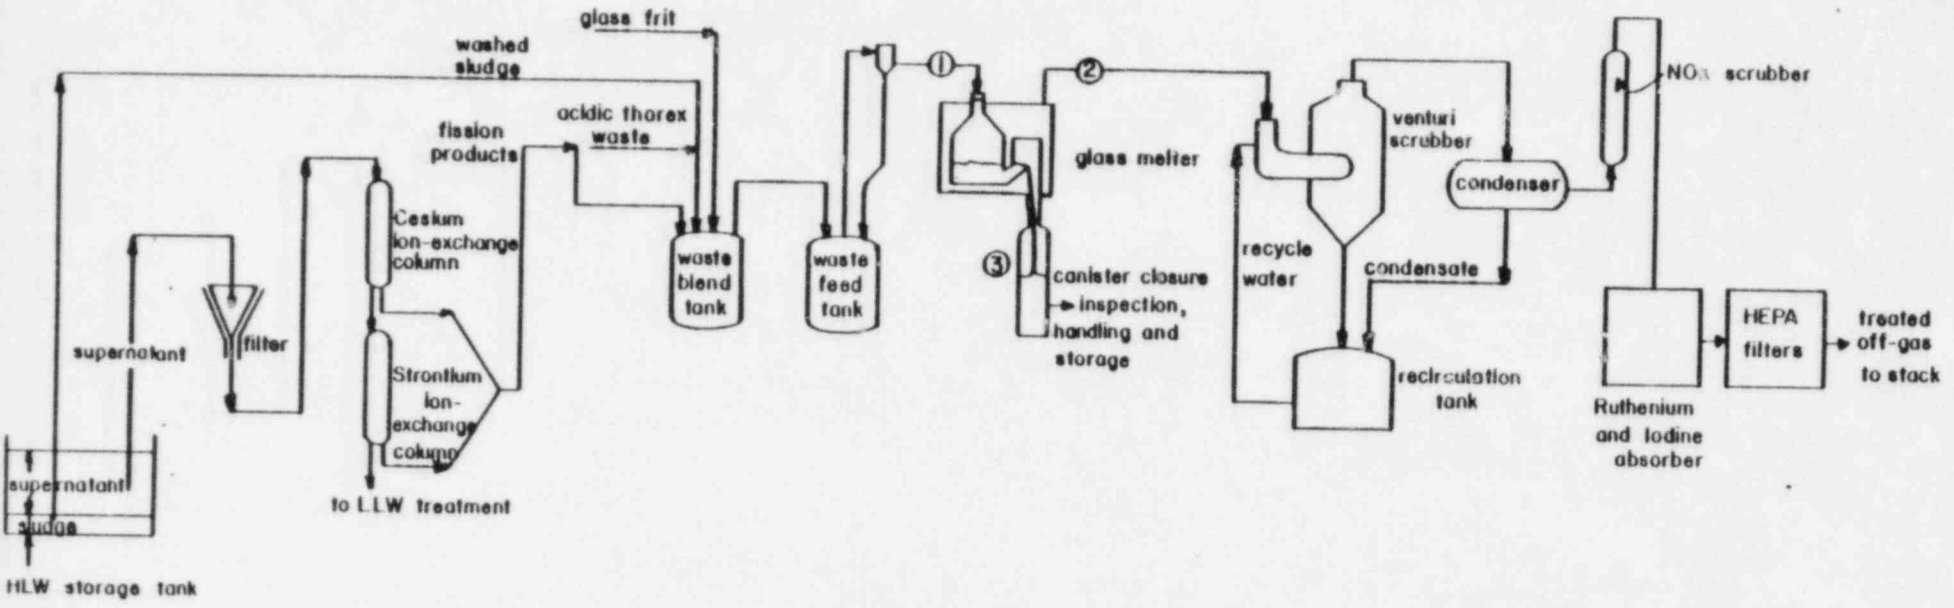 glass frit
washed
sludge
acidic thorex
waste
fission
products
Cesium
ion-exchange
column
Strontium
ion-
exchange
column
to LLW treatment
filter
supernatant
supernatant
sludge
HLW storage tank
waste
blend
tank
waste
feed
tank
①
②
③
glass melter
canister closure
inspection,
handling and
storage
venturi
scrubber
recycle
water
condenser
condensate
recirculation
tank
NOx scrubber
Ruthenium
and Iodine
absorber
HEPA
filters
treated
off-gas
to stack